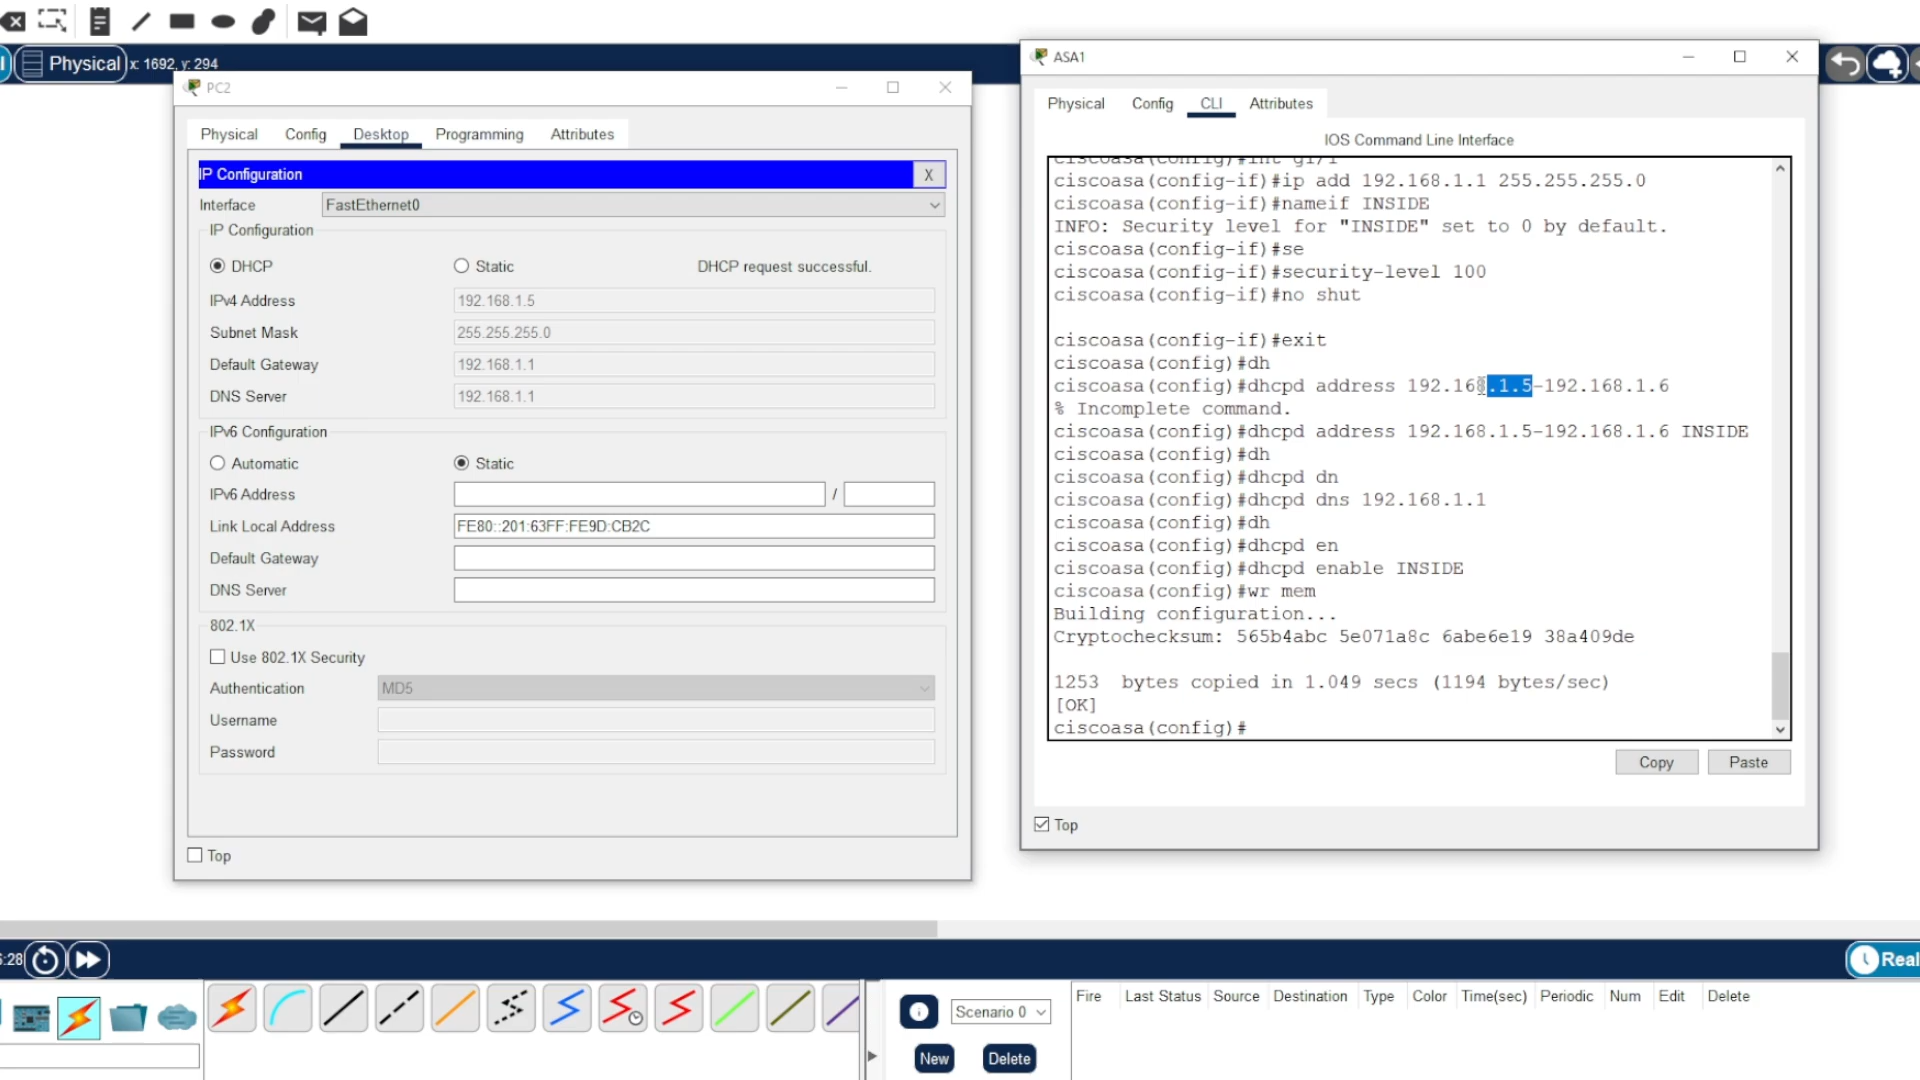 Physical
x: 1692, y: 294
PC2
Physical
Config
Desktop
Programming
Attributes
IP Configuration
X
Interface
FastEthernet0
IP Configuration
DHCP
Static
DHCP request successful.
IPv4 Address
192.168.1.5
Subnet Mask
255.255.255.0
Default Gateway
192.168.1.1
DNS Server
192.168.1.1
IPv6 Configuration
Automatic
Static
IPv6 Address
/
Link Local Address
FE80::201:63FF:FE9D:CB2C
Default Gateway
DNS Server
802.1X
Use 802.1X Security
Authentication
MD5
Username
Password
Top
ASA1
Physical
Config
CLI
Attributes
IOS Command Line Interface
ciscoasa(config)#int g1/1
ciscoasa(config-if)#ip add 192.168.1.1 255.255.255.0
ciscoasa(config-if)#nameif INSIDE
INFO: Security level for "INSIDE" set to 0 by default.
ciscoasa(config-if)#se
ciscoasa(config-if)#security-level 100
ciscoasa(config-if)#no shut
ciscoasa(config-if)#exit
ciscoasa(config)#dh
ciscoasa(config)#dhcpd address 192.168.1.5-192.168.1.6
% Incomplete command.
ciscoasa(config)#dhcpd address 192.168.1.5-192.168.1.6 INSIDE
ciscoasa(config)#dh
ciscoasa(config)#dhcpd dn
ciscoasa(config)#dhcpd dns 192.168.1.1
ciscoasa(config)#dh
ciscoasa(config)#dhcpd en
ciscoasa(config)#dhcpd enable INSIDE
ciscoasa(config)#wr mem
Building configuration...
Cryptochecksum: 565b4abc 5e071a8c 6abe6e19 38a409de
1253 bytes copied in 1.049 secs (1194 bytes/sec)
[OK]
ciscoasa(config)#
Copy
Paste
Top
:28
Real
Scenario 0
New
Delete
Fire
Last Status
Source
Destination
Type
Color
Time(sec)
Periodic
Num
Edit
Delete